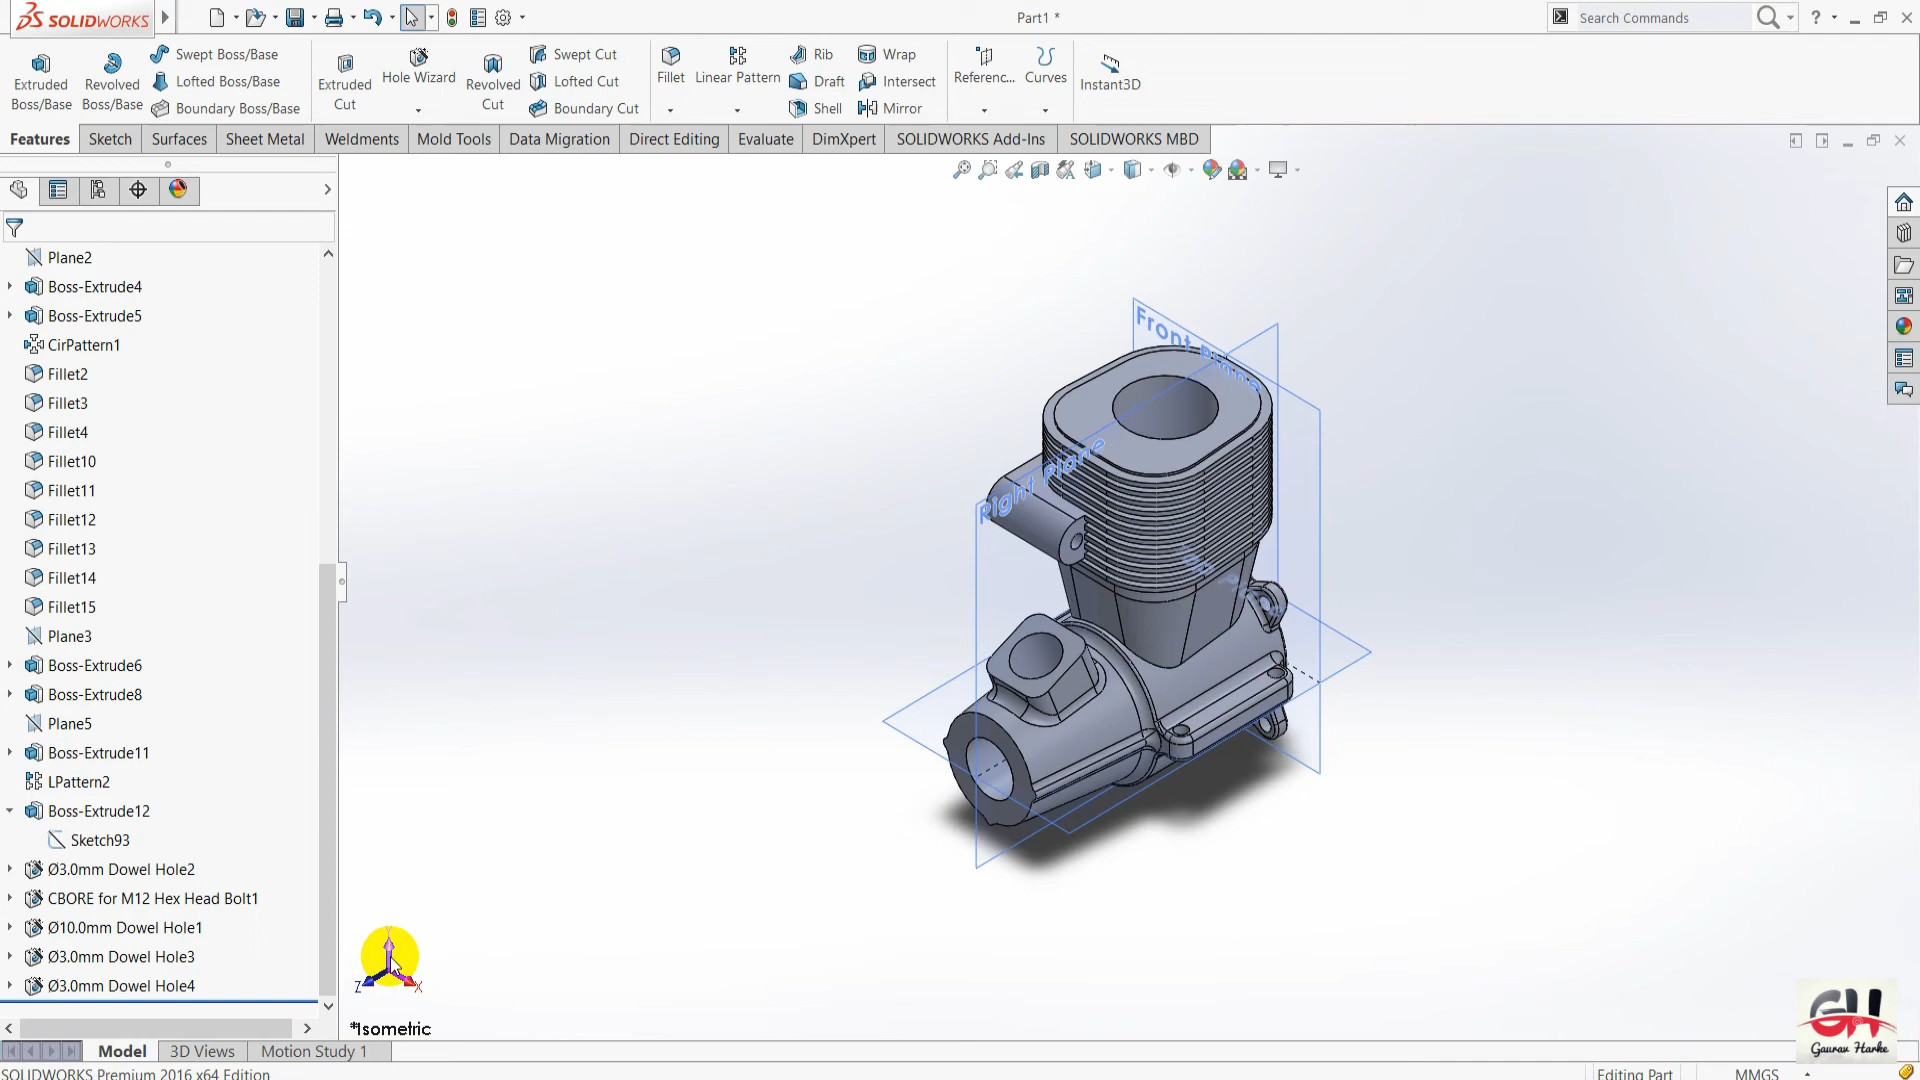 SOLIDWORKS
Part1 *
Search Commands
?
Extruded Boss/Base
Revolved Boss/Base
Swept Boss/Base
Lofted Boss/Base
Boundary Boss/Base
Extruded Cut
Hole Wizard
Revolved Cut
Swept Cut
Lofted Cut
Boundary Cut
Fillet
Linear Pattern
Rib
Draft
Shell
Wrap
Intersect
Mirror
Referenc...
Curves
Instant3D
Features
Sketch
Surfaces
Sheet Metal
Weldments
Mold Tools
Data Migration
Direct Editing
Evaluate
DimXpert
SOLIDWORKS Add-Ins
SOLIDWORKS MBD
Plane2
Boss-Extrude4
Boss-Extrude5
CirPattern1
Fillet2
Fillet3
Fillet4
Fillet10
Fillet11
Fillet12
Fillet13
Fillet14
Fillet15
Plane3
Boss-Extrude6
Boss-Extrude8
Plane5
Boss-Extrude11
LPattern2
Boss-Extrude12
Sketch93
Ø3.0mm Dowel Hole2
CBORE for M12 Hex Head Bolt1
Ø10.0mm Dowel Hole1
Ø3.0mm Dowel Hole3
Ø3.0mm Dowel Hole4
Front Plane
Right Plane
Y
Z
X
*Isometric
GH
Gaurav Harke
Model
3D Views
Motion Study 1
SOLIDWORKS Premium 2016 x64 Edition
Editing Part
MMGS